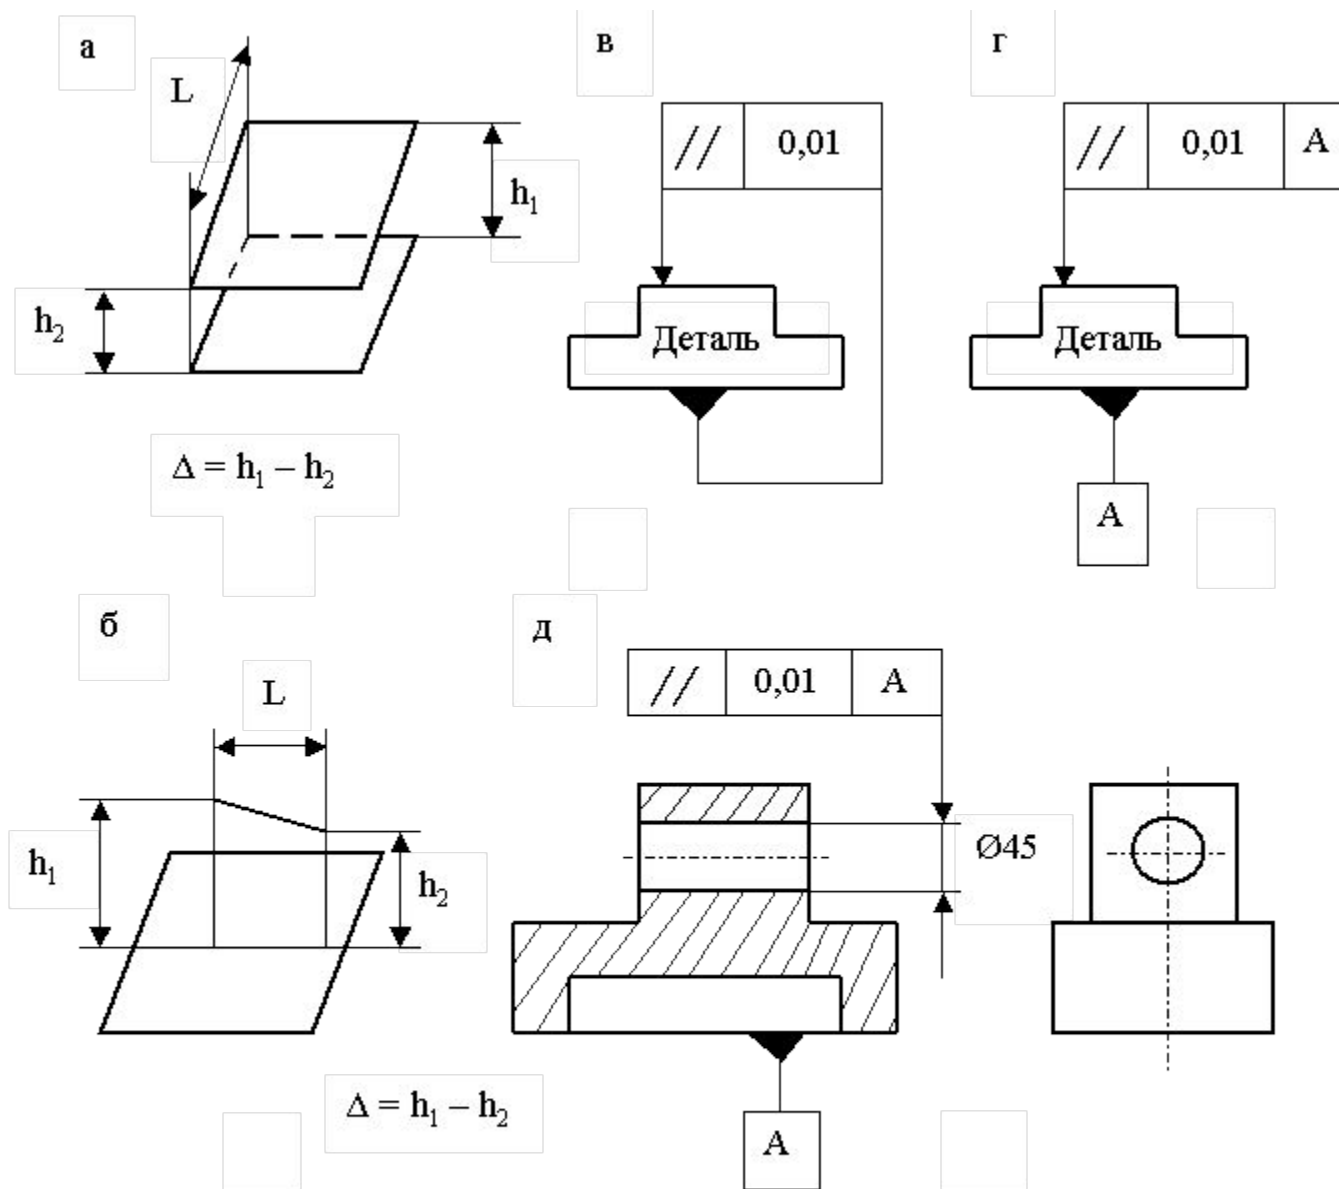 а
L
h₁
h₂
Δ = h₁ – h₂
в
// 0,01
Деталь
г
// 0,01 А
Деталь
А
б
L
h₁
h₂
Δ = h₁ – h₂
д
// 0,01 А
Ø45
А